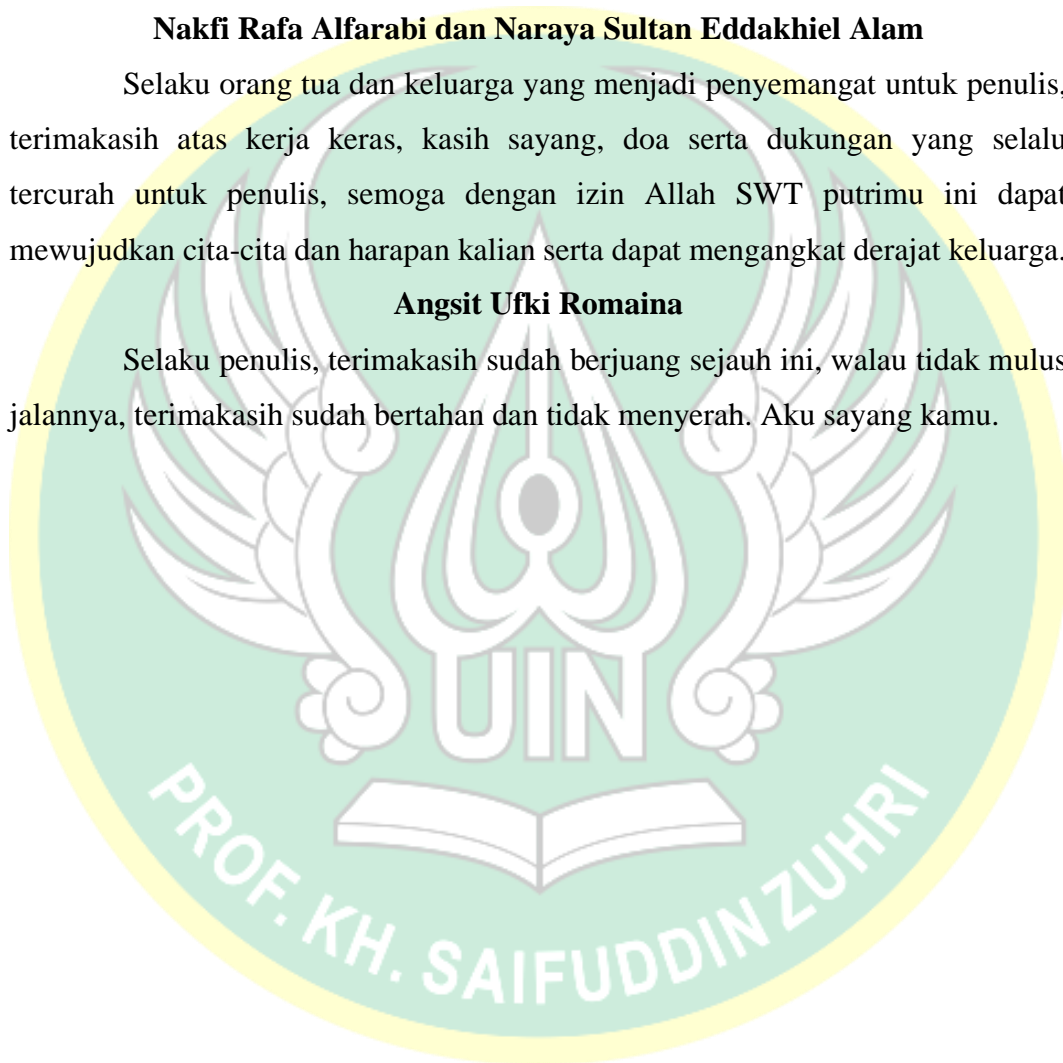 Nakfi Rafa Alfarabi dan Naraya Sultan Eddakhiel Alam
Selaku orang tua dan keluarga yang menjadi penyemangat untuk penulis,
terimakasih atas kerja keras, kasih sayang, doa serta dukungan yang selalu
tercurah untuk penulis, semoga dengan izin Allah SWT putrimu ini dapat
mewujudkan cita-cita dan harapan kalian serta dapat mengangkat derajat keluarga.
Angsit Ufki Romaina
Selaku penulis, terimakasih sudah berjuang sejauh ini, walau tidak mulus
jalannya, terimakasih sudah bertahan dan tidak menyerah. Aku sayang kamu.
UIN
PROF. KH. SAIFUDDIN ZUHRI